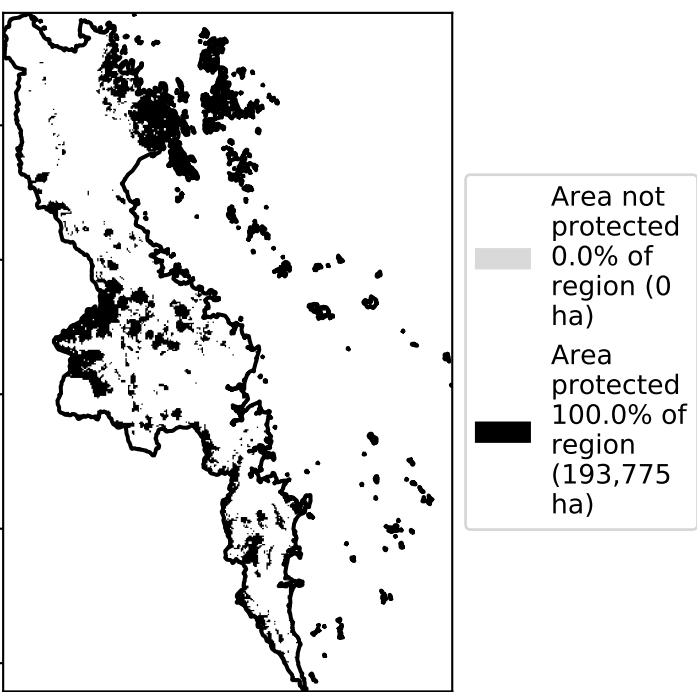 Area not
protected
0.0% of
region (0
ha)
Area
protected
100.0% of
region
(193,775
ha)